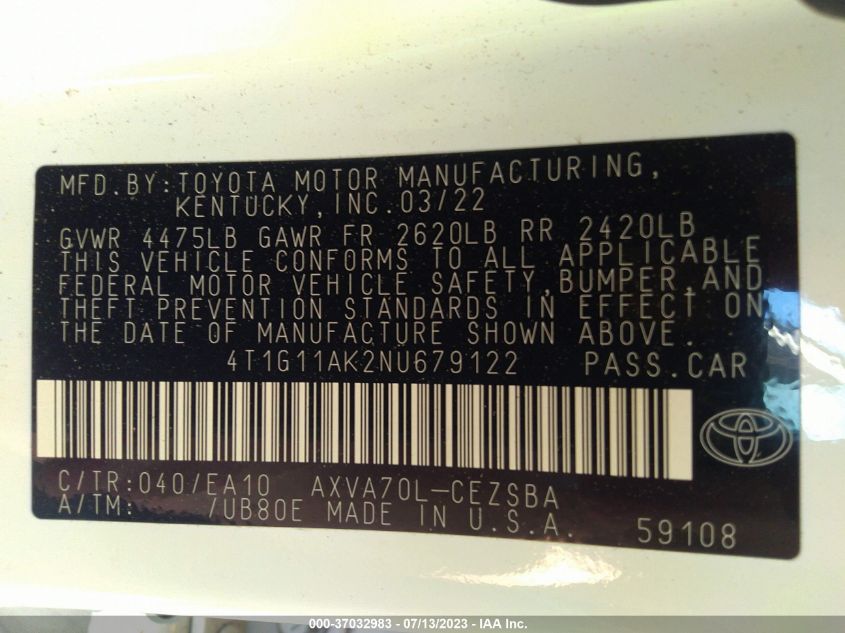 MFD.BY:TOYOTA MOTOR MANUFACTURING,
KENTUCKY,INC.03/22
GVWR 4475LB GAWR FR 2620LB RR 2420LB
THIS VEHICLE CONFORMS TO ALL APPLICABLE
FEDERAL MOTOR VEHICLE SAFETY,BUMPER,AND
THEFT PREVENTION STANDARDS IN EFFECT ON
THE DATE OF MANUFACTURE SHOWN ABOVE.
4T1G11AK2NU679122 PASS.CAR
C/TR:040/EA10 AXVA70L-CEZSBA
A/TM: /UB80E MADE IN U.S.A. 59108
000-37032983 - 07/13/2023 - IAA Inc.